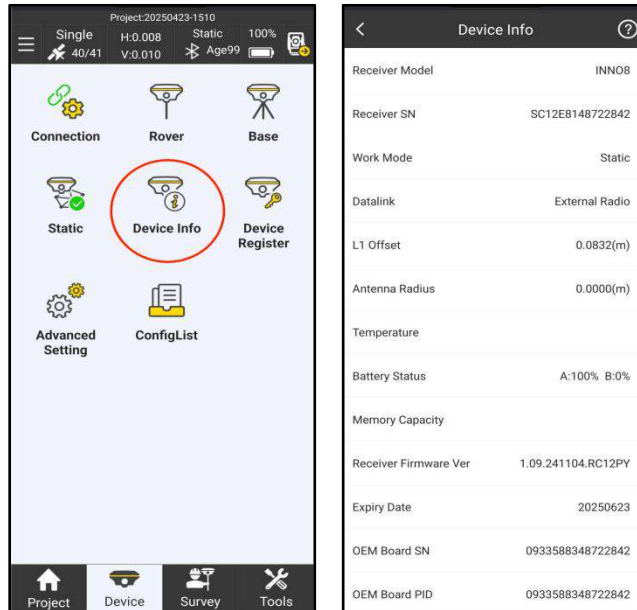 Project:20250423-1510
Single H:0.008 Static 100%
40/41 V:0.010 Age99
Connection Rover Base
Static Device Info Device Register
Advanced Setting ConfigList
Project Device Survey Tools
Device Info
Receiver Model INNO8
Receiver SN SC12E8148722842
Work Mode Static
Datalink External Radio
L1 Offset 0.0832(m)
Antenna Radius 0.0000(m)
Temperature
Battery Status A:100% B:0%
Memory Capacity
Receiver Firmware Ver 1.09.241104.RC12PY
Expiry Date 20250623
OEM Board SN 0933588348722842
OEM Board PID 0933588348722842